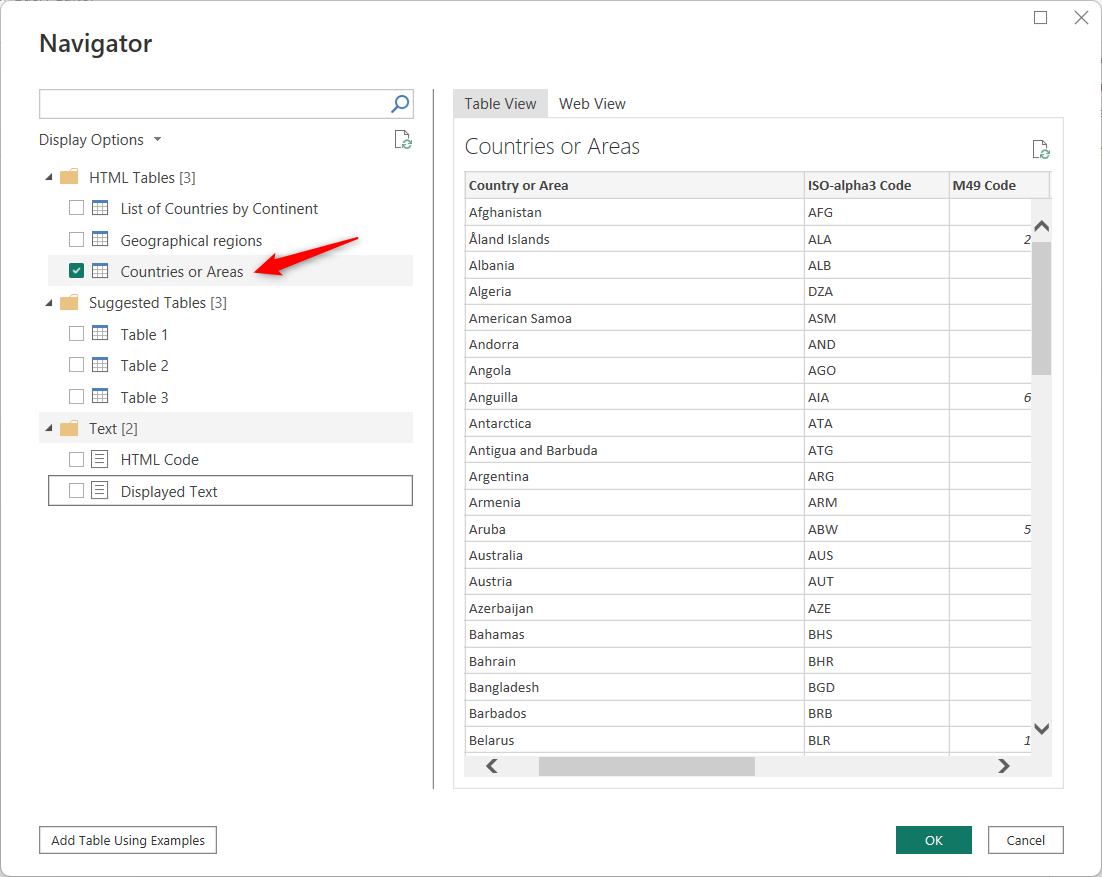 Navigator
Display Options
HTML Tables [3]
List of Countries by Continent
Geographical regions
Countries or Areas
Suggested Tables [3]
Table 1
Table 2
Table 3
Text [2]
HTML Code
Displayed Text
Table View Web View
Countries or Areas
Country or Area ISO-alpha3 Code M49 Code
Afghanistan AFG
Åland Islands ALA 2
Albania ALB
Algeria DZA
American Samoa ASM
Andorra AND
Angola AGO
Anguilla AIA 6
Antarctica ATA
Antigua and Barbuda ATG
Argentina ARG
Armenia ARM
Aruba ABW 5
Australia AUS
Austria AUT
Azerbaijan AZE
Bahamas BHS
Bahrain BHR
Bangladesh BGD
Barbados BRB
Belarus BLR 1
Add Table Using Examples
OK Cancel